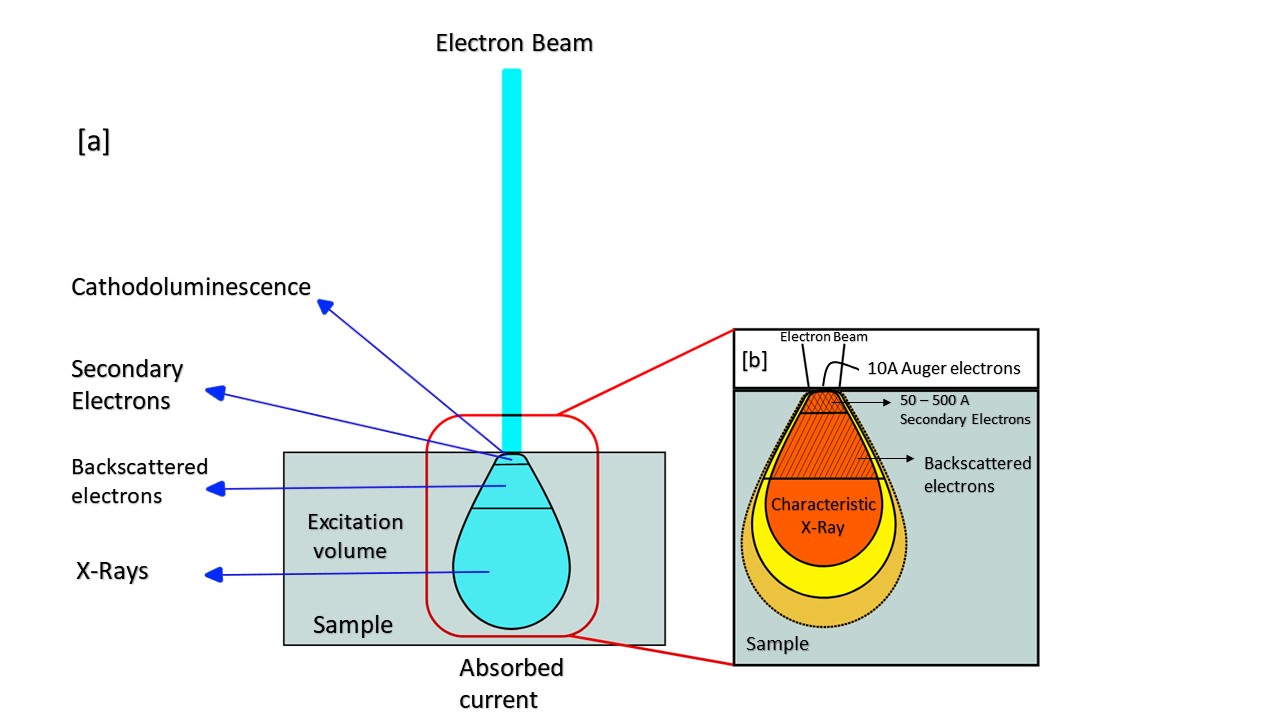 Electron Beam
[a]
Cathodoluminescence
Secondary
Electrons
Backscattered
electrons
X-Rays
Excitation
volume
Sample
Absorbed
current
Electron Beam
[b]
10A Auger electrons
50 – 500 A
Secondary Electrons
Backscattered
electrons
Characteristic
X-Ray
Sample